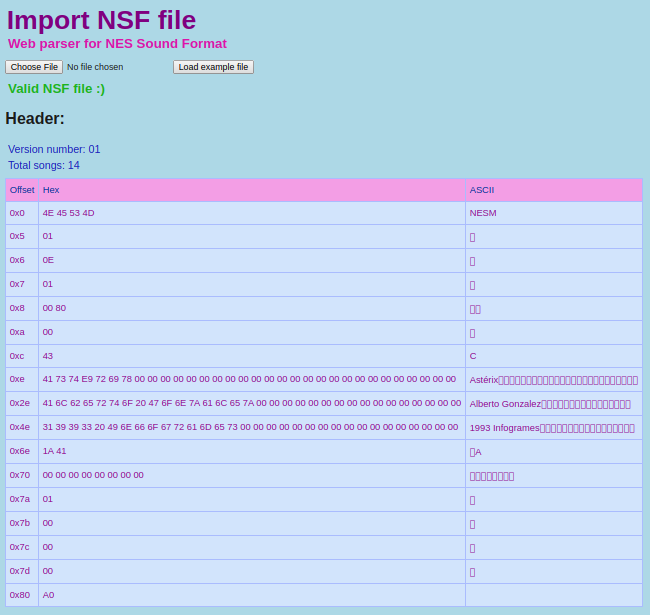 Import NSF file
Web parser for NES Sound Format
Choose File No file chosen Load example file
Valid NSF file :)
Header:
Version number: 01
Total songs: 14
Offset Hex ASCII
0x0 4E 45 53 4D NESM
0x5 01
0x6 0E
0x7 01
0x8 00 80
0xa 00
0xc 43 C
0xe 41 73 74 E9 72 69 78 00 00 00 00 00 00 00 00 00 00 00 00 00 00 00 00 00 00 00 00 00 00 00 00 00 Astérix
0x2e 41 6C 62 65 72 74 6F 20 47 6F 6E 7A 61 6C 65 7A 00 00 00 00 00 00 00 00 00 00 00 00 00 00 00 00 Alberto Gonzalez
0x4e 31 39 39 33 20 49 6E 66 6F 67 72 61 6D 65 73 00 00 00 00 00 00 00 00 00 00 00 00 00 00 00 00 00 1993 Infogrames
0x6e 1A 41 A
0x70 00 00 00 00 00 00 00 00
0x7a 01
0x7b 00
0x7c 00
0x7d 00
0x80 A0